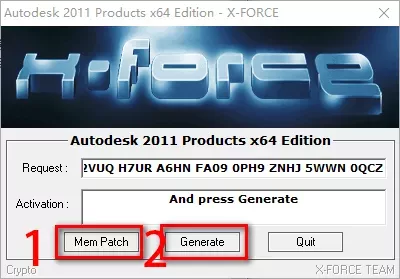 Autodesk 2011 Products x64 Edition - X-FORCE
x-force
Autodesk 2011 Products x64 Edition
Request : 2VUQ H7UR A6HN FA09 0PH9 ZNHJ 5WWN 0QCZ
Activation : And press Generate
1 Mem Patch 2 Generate Quit
Crypto X-FORCE TEAM